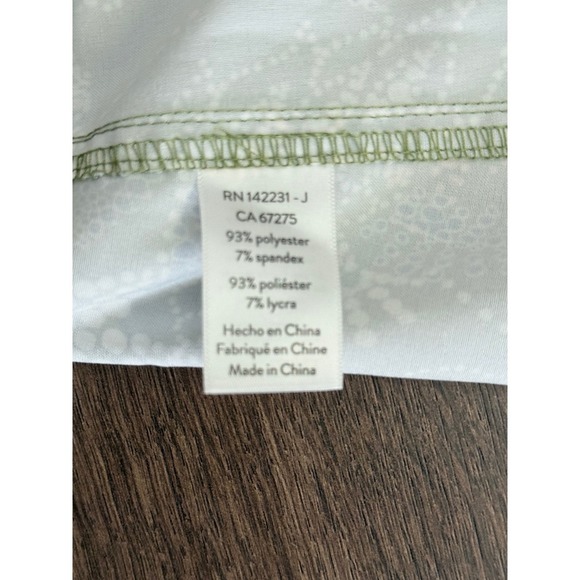 RN 142231 - J
CA 67275
93% polyester
7% spandex
93% poliéster
7% lycra
Hecho en China
Fabriqué en Chine
Made in China